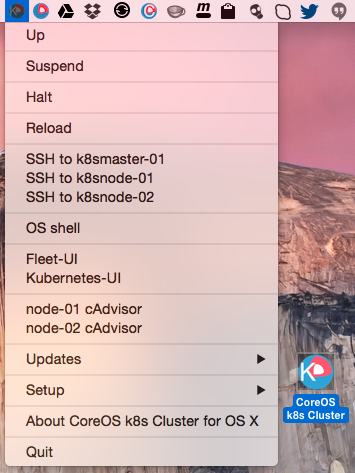 Up
Suspend
Halt
Reload
SSH to k8smaster-01
SSH to k8snode-01
SSH to k8snode-02
OS shell
Fleet-UI
Kubernetes-UI
node-01 cAdvisor
node-02 cAdvisor
Updates
Setup
About CoreOS k8s Cluster for OS X
Quit
CoreOS
k8s Cluster